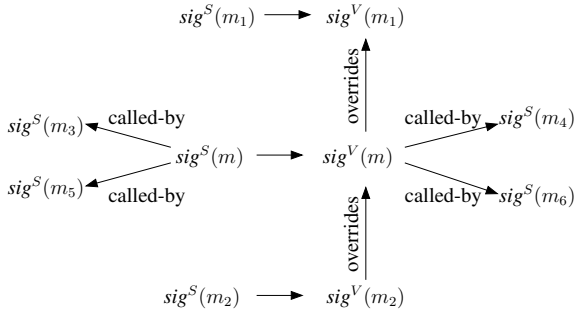 sig^S(m_1) sig^V(m_1)
overrides
sig^S(m_3) called-by called-by sig^S(m_4)
sig^S(m) sig^V(m)
sig^S(m_5) called-by called-by sig^S(m_6)
overrides
sig^S(m_2) sig^V(m_2)